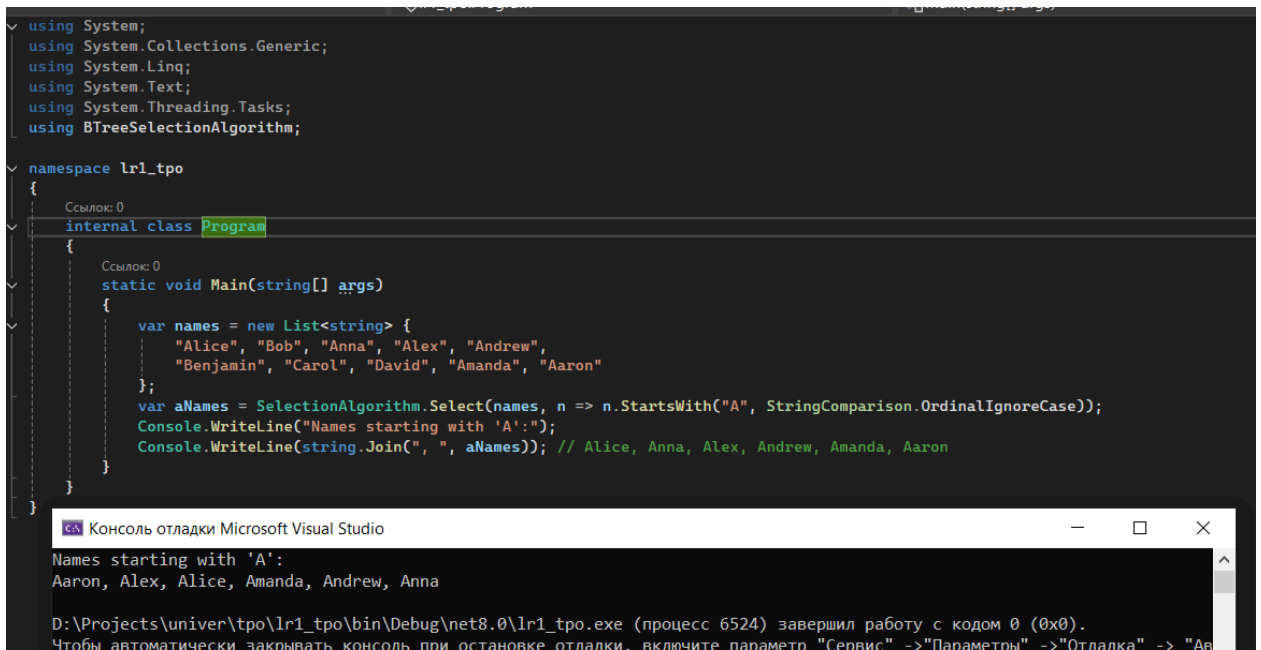 using System;
using System.Collections.Generic;
using System.Linq;
using System.Text;
using System.Threading.Tasks;
using BTreeSelectionAlgorithm;
namespace lr1_tpo
{
Ссылок: 0
internal class Program
{
Ссылок: 0
static void Main(string[] args)
{
var names = new List<string> {
"Alice", "Bob", "Anna", "Alex", "Andrew",
"Benjamin", "Carol", "David", "Amanda", "Aaron"
};
var aNames = SelectionAlgorithm.Select(names, n => n.StartsWith("A", StringComparison.OrdinalIgnoreCase));
Console.WriteLine("Names starting with 'A':");
Console.WriteLine(string.Join(", ", aNames)); // Alice, Anna, Alex, Andrew, Amanda, Aaron
}
}
}
Консоль отладки Microsoft Visual Studio
Names starting with 'A':
Aaron, Alex, Alice, Amanda, Andrew, Anna
D:\Projects\univer\tpo\lr1_tpo\bin\Debug\net8.0\lr1_tpo.exe (процесс 6524) завершил работу с кодом 0 (0x0).
Чтобы автоматически закрывать консоль при остановке отладки, включите параметр "Сервис" ->"Параметры" ->"Отладка" -> "Ав